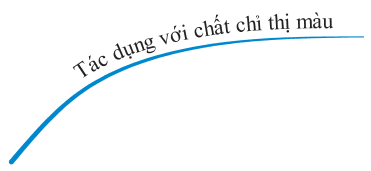 Tác dụng với chất chỉ thị màu